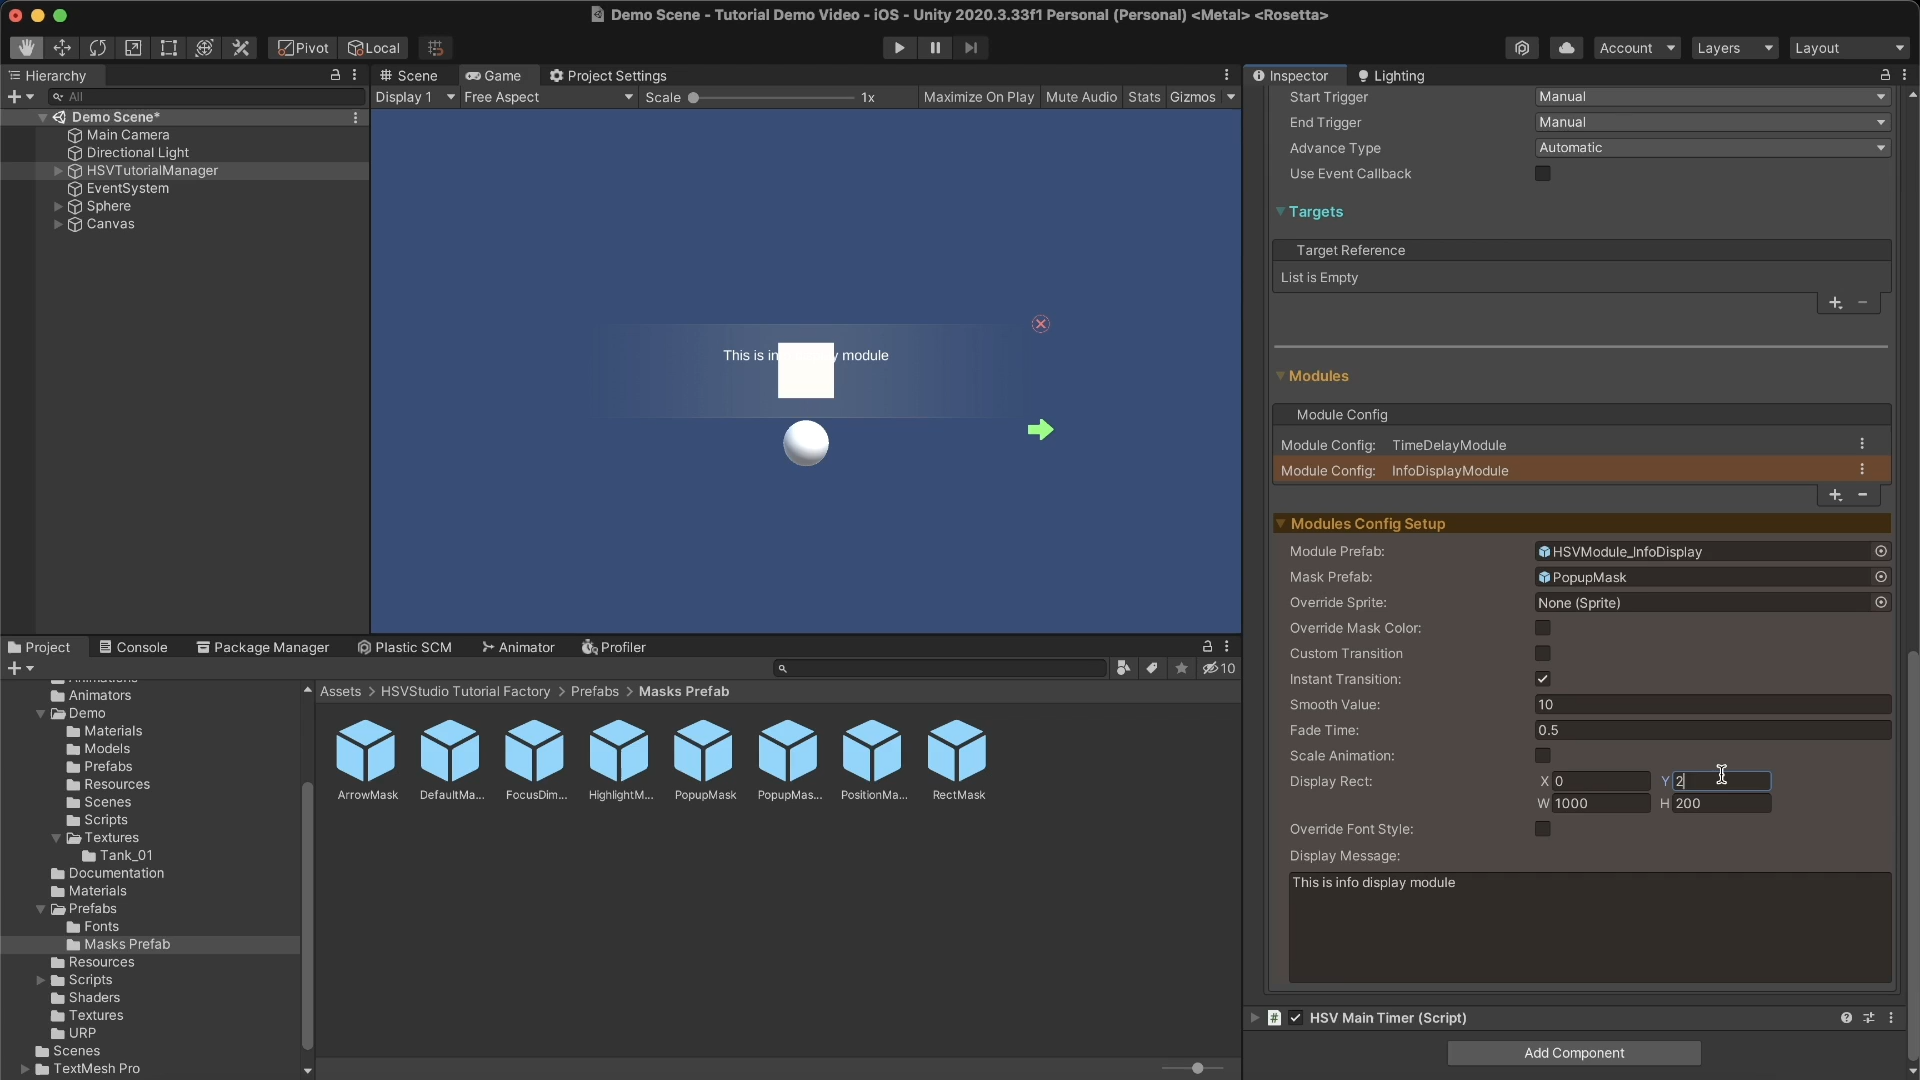 Demo Scene - Tutorial Demo Video - iOS - Unity 2020.3.33f1 Personal (Personal) <Metal> <Rosetta>
Pivot Local Account Layers Layout
Hierarchy Scene Game Project Settings Inspector Lighting
All Display 1 Free Aspect Scale 1x Maximize On Play Mute Audio Stats Gizmos
Demo Scene*
Main Camera
Directional Light
HSVTutorialManager
EventSystem
Sphere
Canvas
This is in y module
Start Trigger Manual
End Trigger Manual
Advance Type Automatic
Use Event Callback
Targets
Target Reference
List is Empty
Modules
Module Config
Module Config: TimeDelayModule
Module Config: InfoDisplayModule
Modules Config Setup
Module Prefab: HSVModule_InfoDisplay
Mask Prefab: PopupMask
Override Sprite: None (Sprite)
Override Mask Color:
Custom Transition
Instant Transition:
Smooth Value: 10
Fade Time: 0.5
Scale Animation:
Display Rect: X 0 Y 2
W 1000 H 200
Override Font Style:
Display Message:
This is info display module
HSV Main Timer (Script)
Add Component
Project Console Package Manager Plastic SCM Animator Profiler
10
Assets > HSVStudio Tutorial Factory > Prefabs > Masks Prefab
Animators
Demo
Materials
Models
Prefabs
Resources
Scenes
Scripts
Textures
Tank_01
Documentation
Materials
Prefabs
Fonts
Masks Prefab
Resources
Scripts
Shaders
Textures
URP
Scenes
TextMesh Pro
ArrowMask DefaultMa... FocusDim... HighlightM... PopupMask PopupMas... PositionMa... RectMask